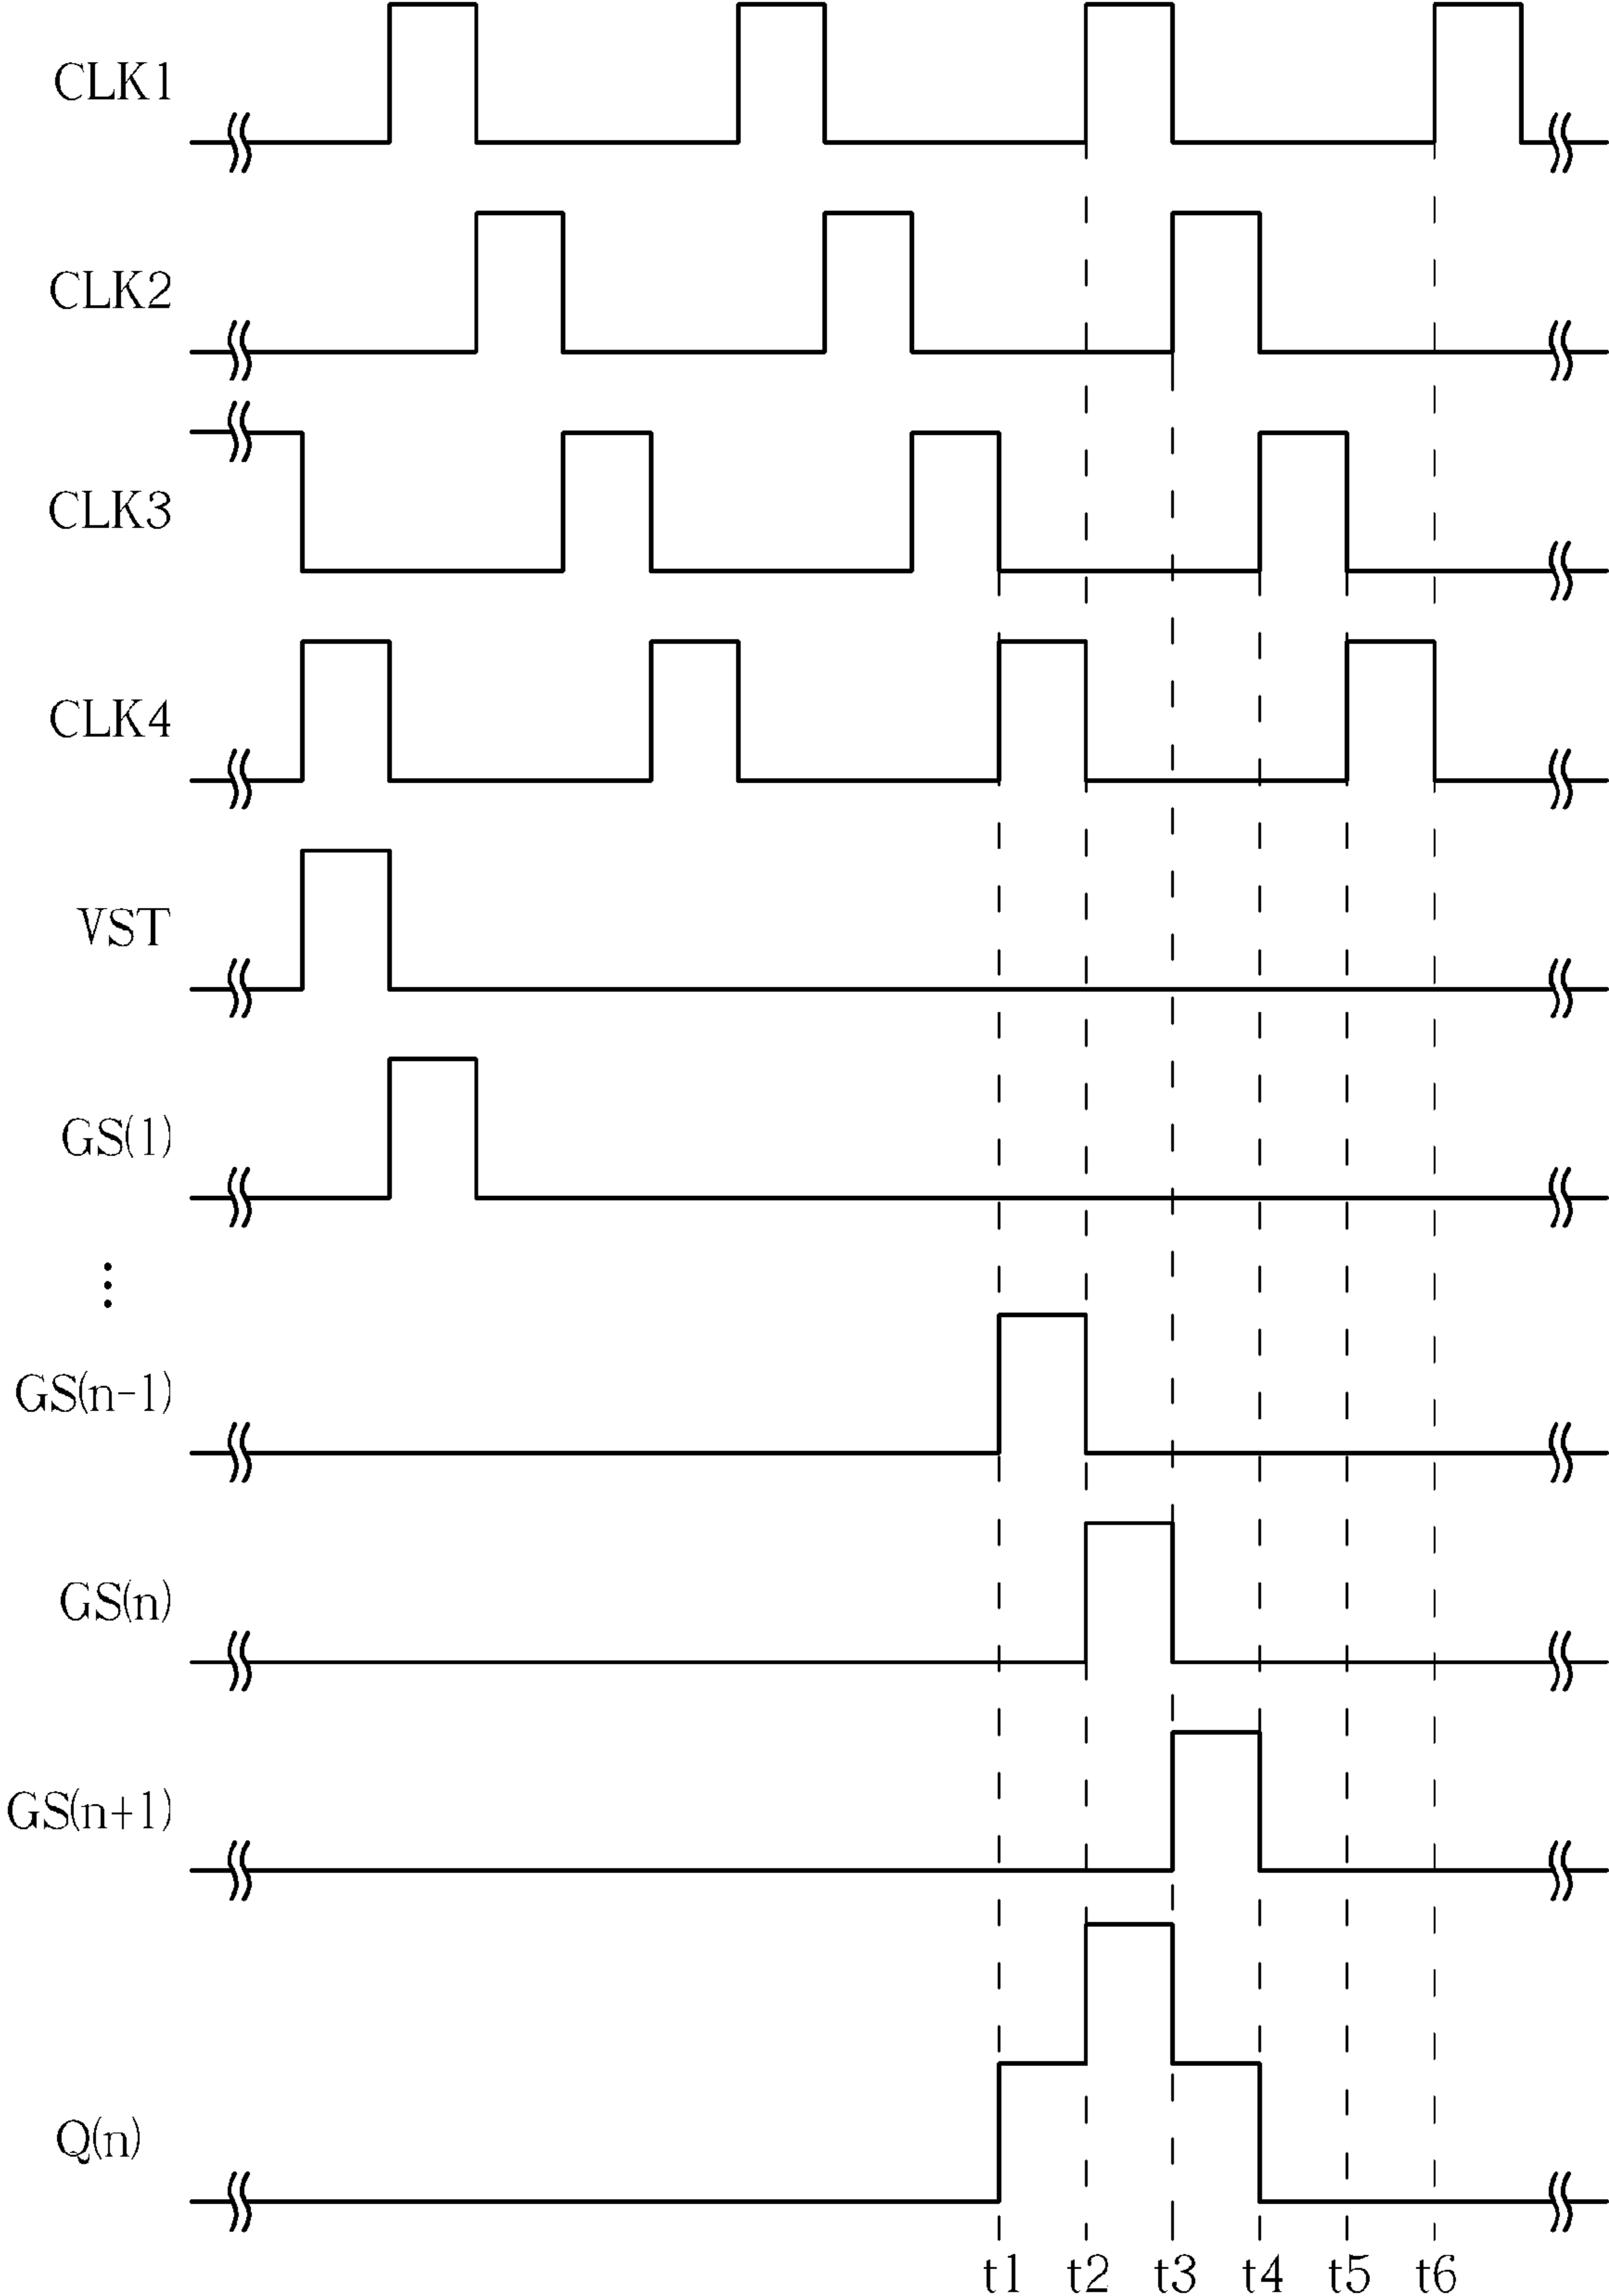 CLK1
CLK2
CLK3
CLK4
VST
GS(1)
⋮
GS(n-1)
GS(n)
GS(n+1)
Q(n)
t1 t2 t3 t4 t5 t6